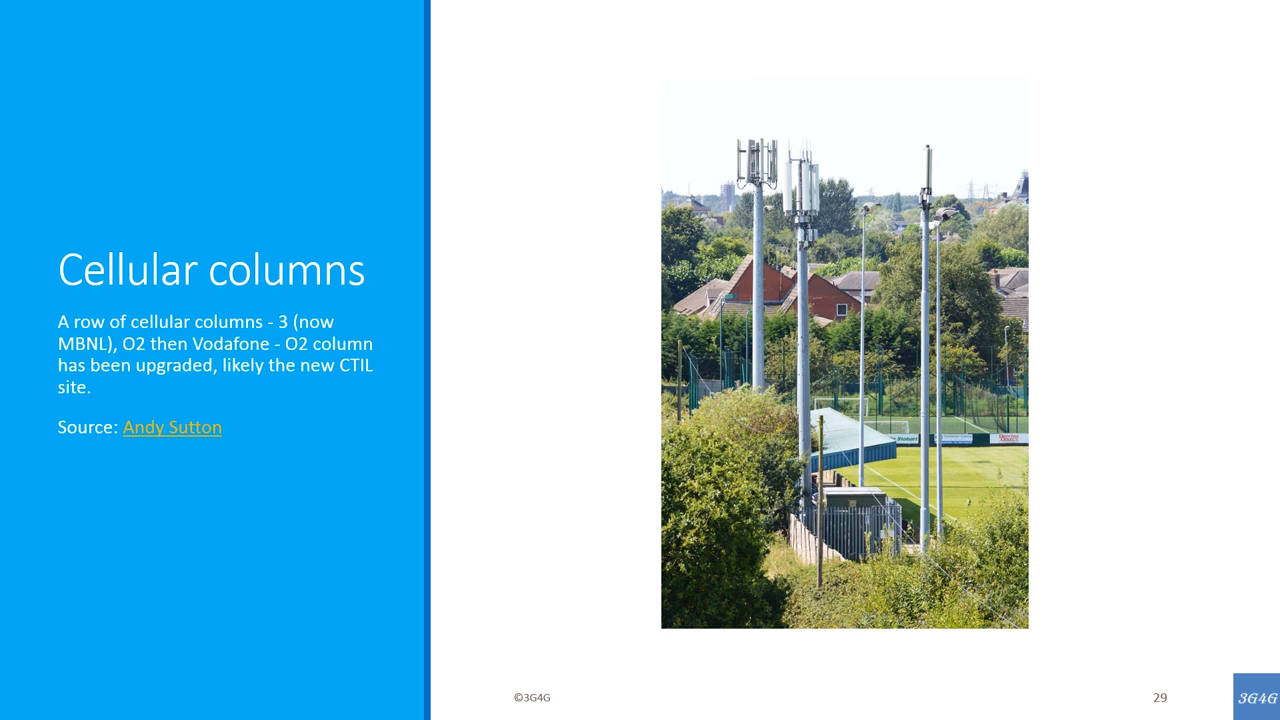 Cellular columns
A row of cellular columns - 3 (now
MBNL), O2 then Vodafone - O2 column
has been upgraded, likely the new CTIL
site.
Source: Andy Sutton
©3G4G
29
3G4G